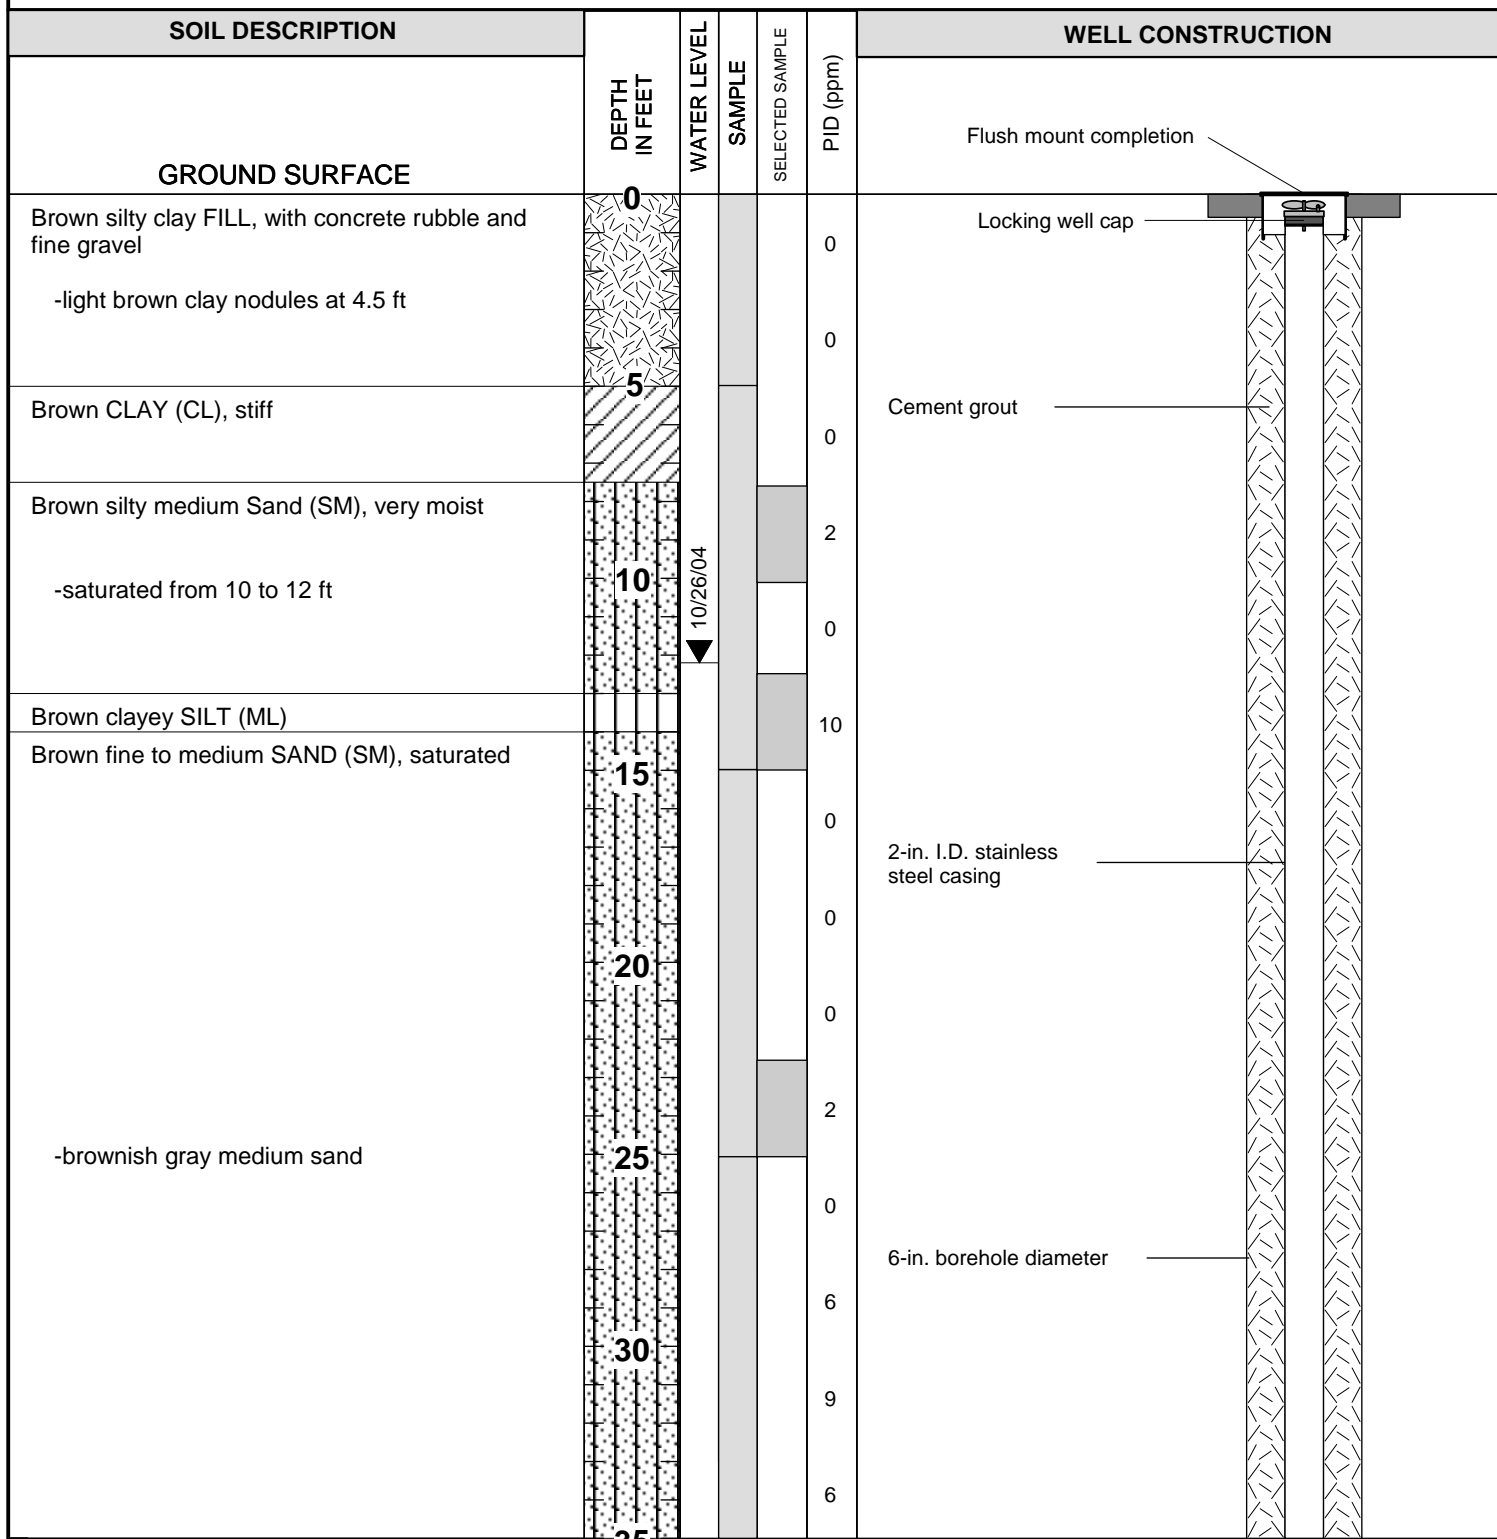 SOIL DESCRIPTION
DEPTH
IN FEET
WATER LEVEL
SAMPLE
SELECTED SAMPLE
PID (ppm)
WELL CONSTRUCTION
GROUND SURFACE
Flush mount completion
0
Brown silty clay FILL, with concrete rubble and
fine gravel
Locking well cap
0
-light brown clay nodules at 4.5 ft
0
5
Brown CLAY (CL), stiff
Cement grout
0
Brown silty medium Sand (SM), very moist
2
-saturated from 10 to 12 ft
10
10/26/04
0
Brown clayey SILT (ML)
10
Brown fine to medium SAND (SM), saturated
15
0
2-in. I.D. stainless
steel casing
0
20
0
2
-brownish gray medium sand
25
0
6-in. borehole diameter
6
30
9
6
35